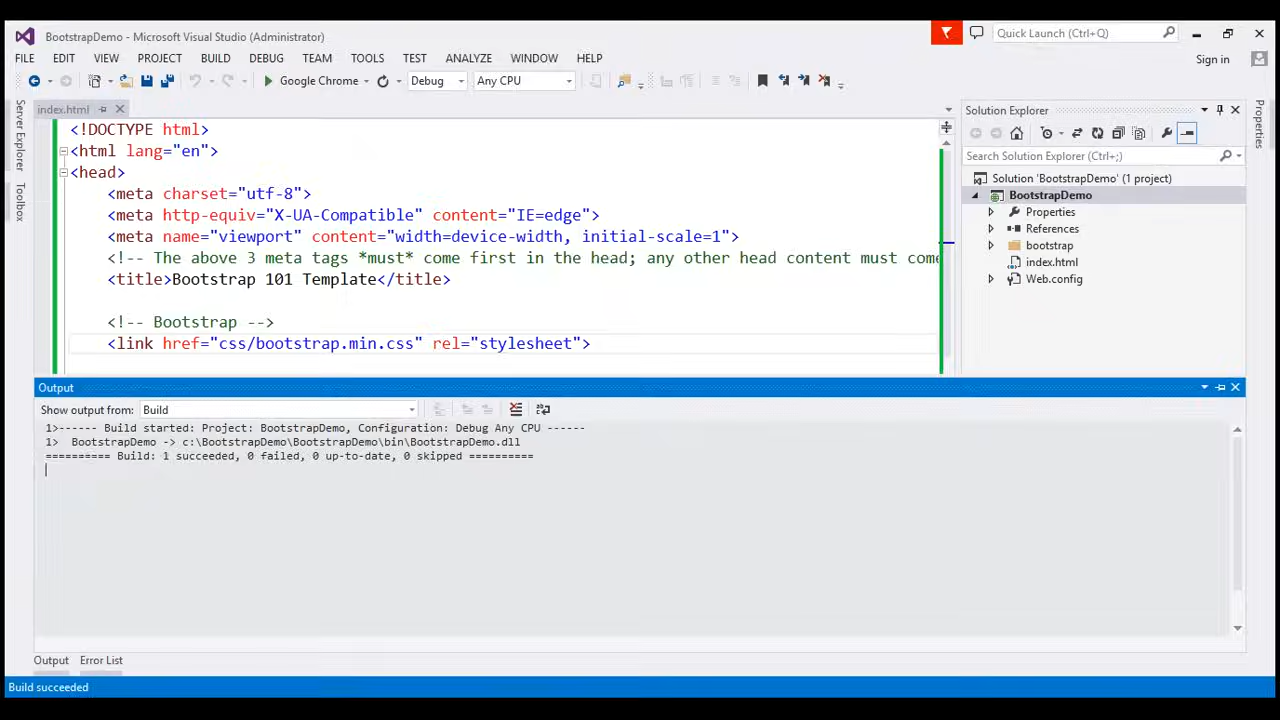 BootstrapDemo - Microsoft Visual Studio (Administrator)
Quick Launch (Ctrl+Q)
FILE EDIT VIEW PROJECT BUILD DEBUG TEAM TOOLS TEST ANALYZE WINDOW HELP
Sign in
Google Chrome Debug Any CPU
Server Explorer
Toolbox
index.html
<!DOCTYPE html>
<html lang="en">
<head>
<meta charset="utf-8">
<meta http-equiv="X-UA-Compatible" content="IE=edge">
<meta name="viewport" content="width=device-width, initial-scale=1">
<!-- The above 3 meta tags *must* come first in the head; any other head content must come
<title>Bootstrap 101 Template</title>
<!-- Bootstrap -->
<link href="css/bootstrap.min.css" rel="stylesheet">
Solution Explorer
Search Solution Explorer (Ctrl+;)
Solution 'BootstrapDemo' (1 project)
BootstrapDemo
Properties
References
bootstrap
index.html
Web.config
Properties
Output
Show output from: Build
1>------ Build started: Project: BootstrapDemo, Configuration: Debug Any CPU ------
1> BootstrapDemo -> c:\BootstrapDemo\BootstrapDemo\bin\BootstrapDemo.dll
========== Build: 1 succeeded, 0 failed, 0 up-to-date, 0 skipped ==========
Output Error List
Build succeeded